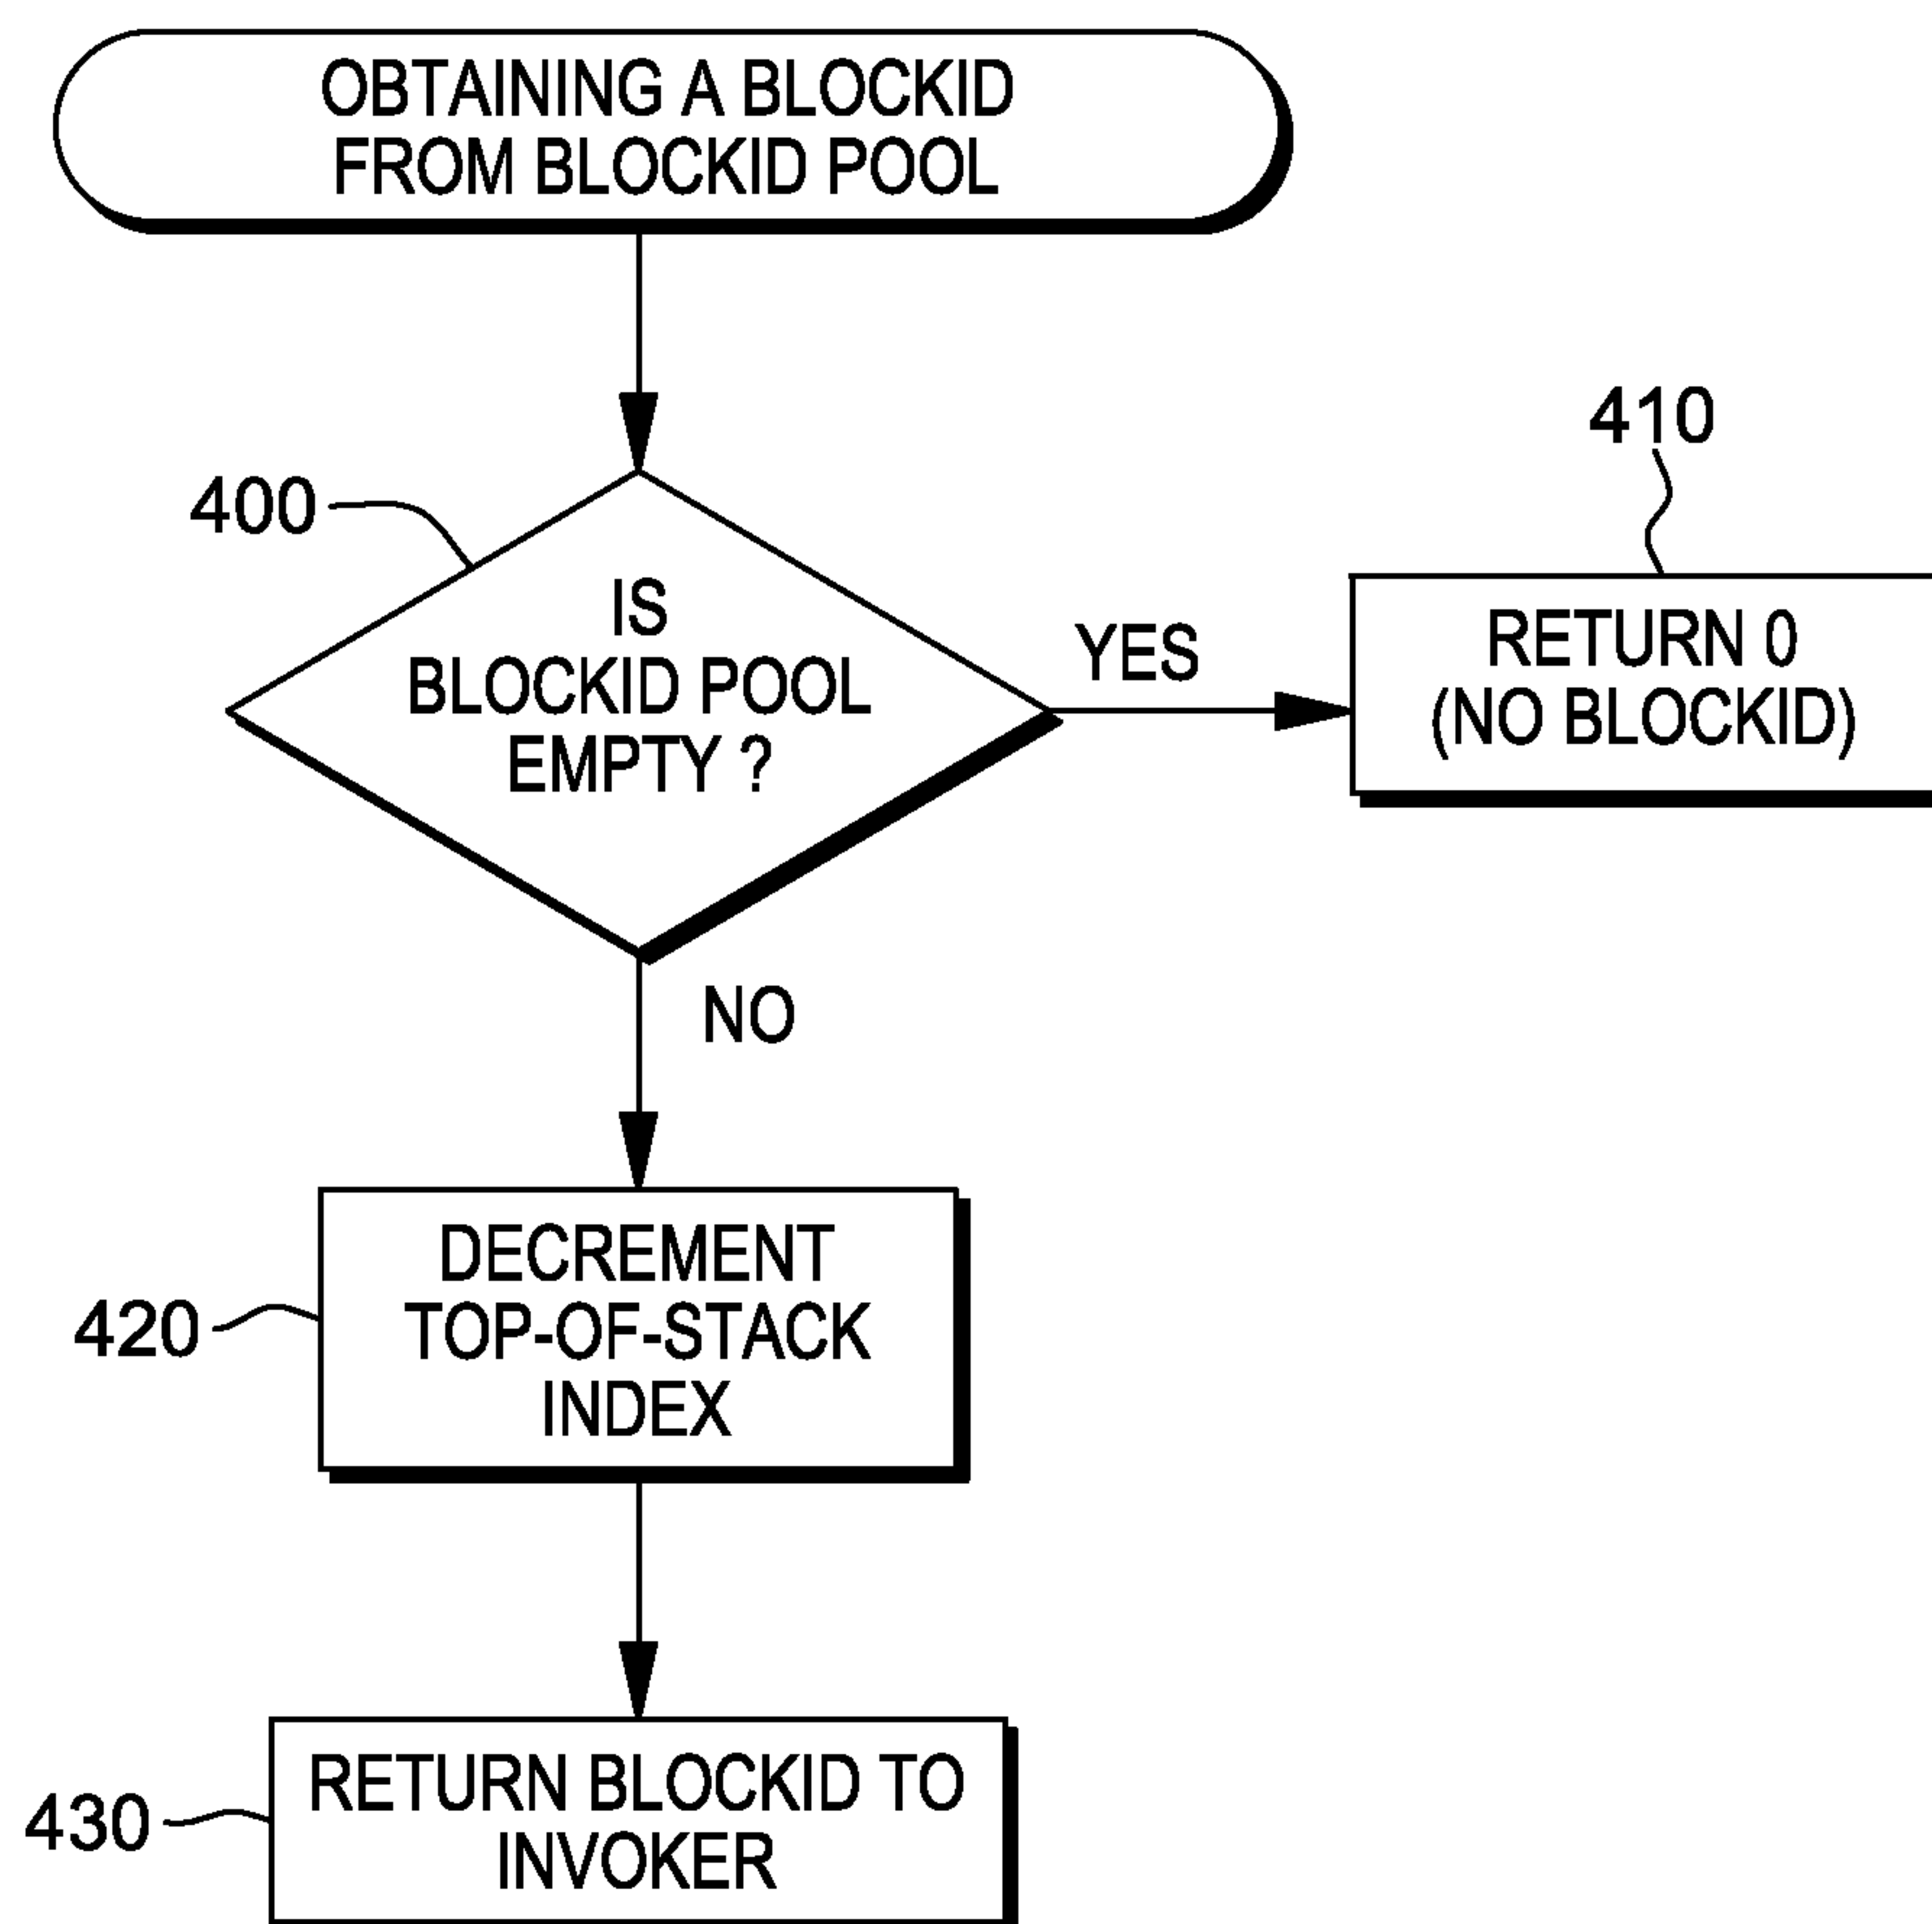 OBTAINING A BLOCKID
FROM BLOCKID POOL
400
IS
BLOCKID POOL
EMPTY ?
YES
410
RETURN 0
(NO BLOCKID)
NO
420
DECREMENT
TOP-OF-STACK
INDEX
430
RETURN BLOCKID TO
INVOKER